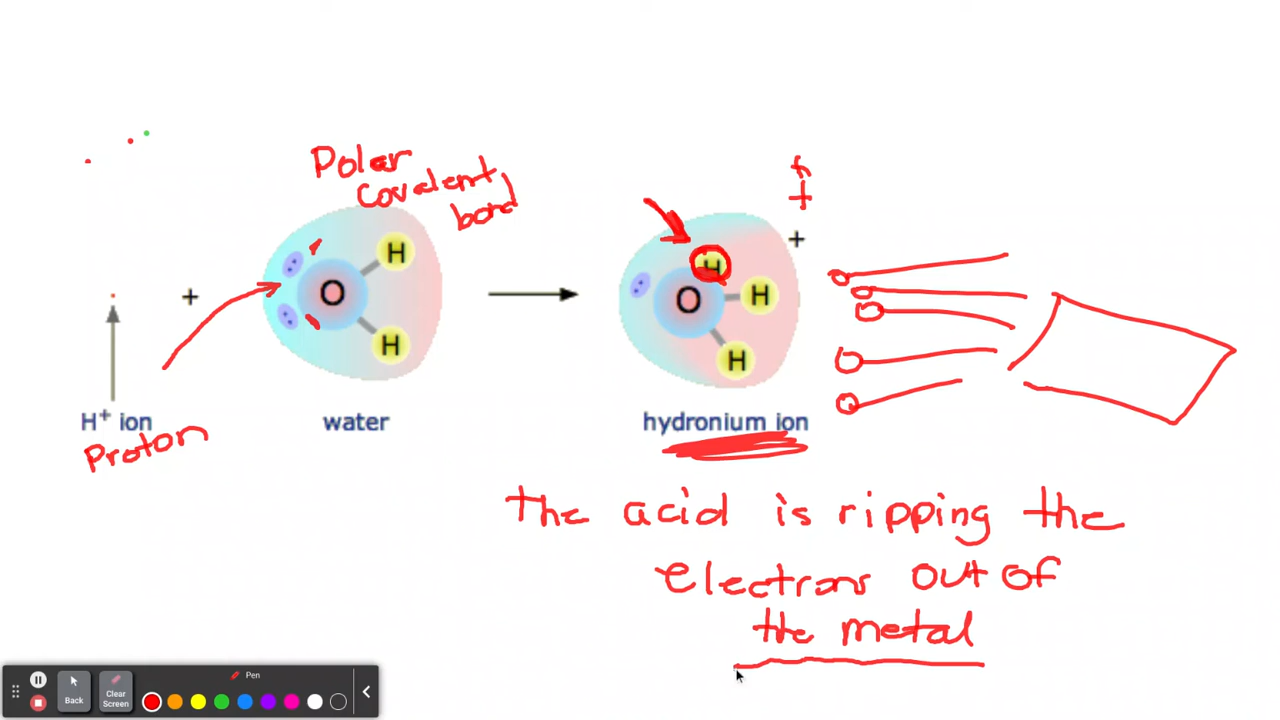 Polar
covalent
bond
+
+
H
H
H
O
O
H
+
H
H
H⁺ ion
water
hydronium ion
Proton
the acid is ripping the
electrons out of
the metal
Pen
Back
Clear
Screen